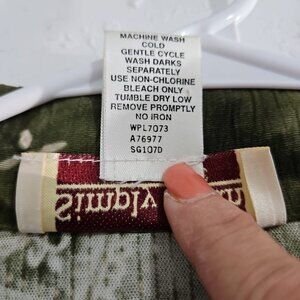 MACHINE WASH
COLD
GENTLE CYCLE
WASH DARKS
SEPARATELY
USE NON-CHLORINE
BLEACH ONLY
TUMBLE DRY LOW
REMOVE PROMPTLY
NO IRON
WPL7073
A76977
SG107D
Simply